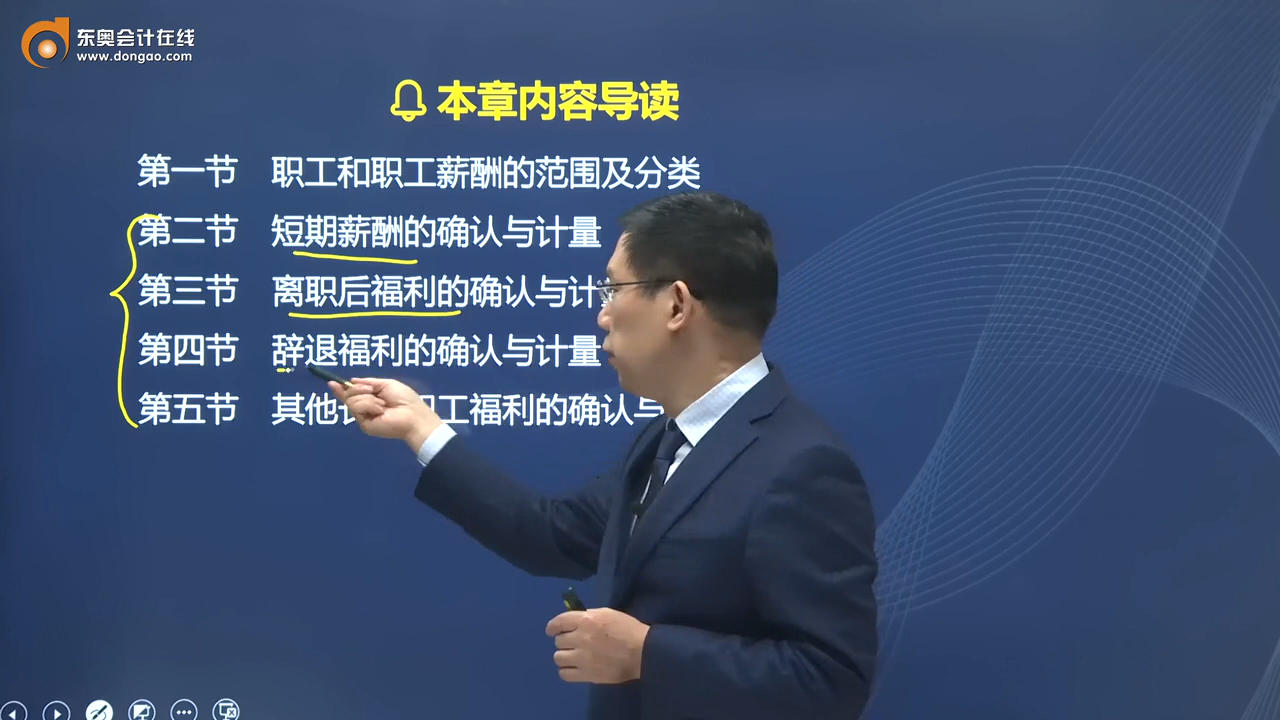 东奥会计在线
www.dongao.com
本章内容导读
第一节 职工和职工薪酬的范围及分类
第二节 短期薪酬的确认与计量
第三节 离职后福利的确认与计
第四节 辞退福利的确认与计量
第五节 其他 职工福利的确认与